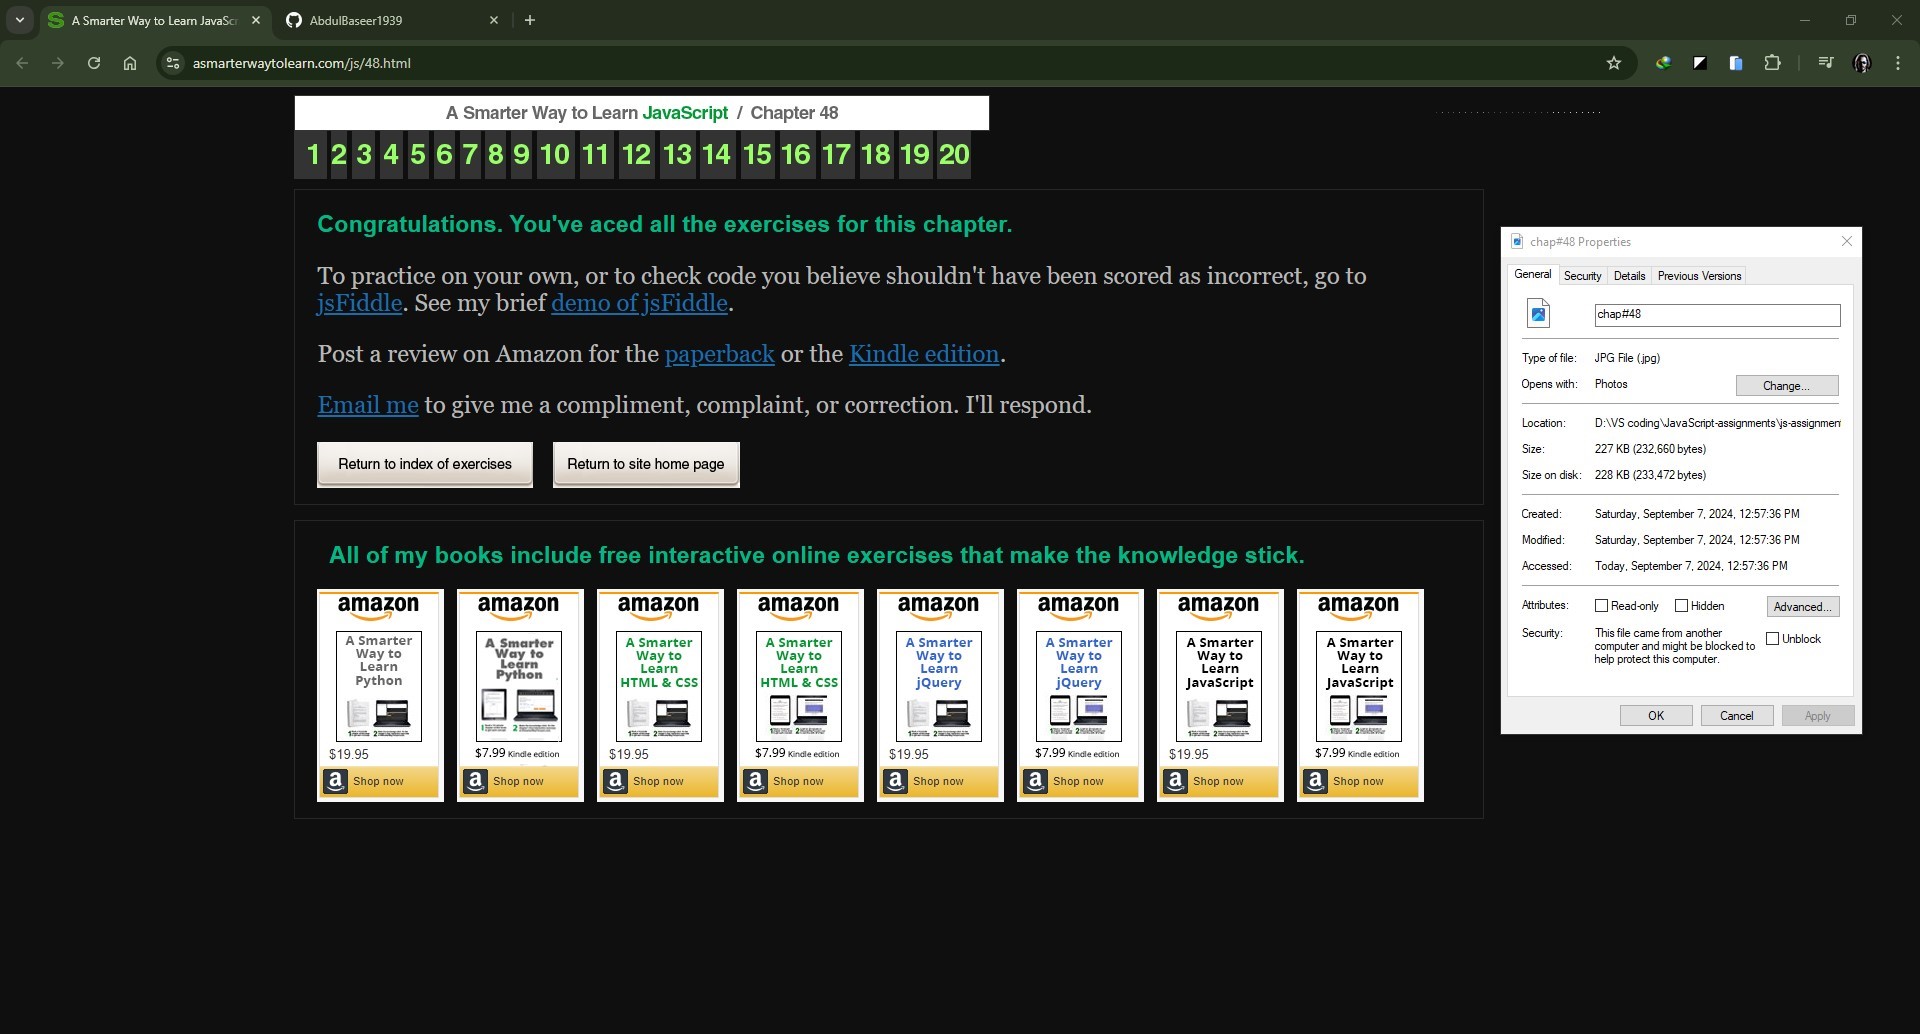 A Smarter Way to Learn JavaSc
AbdulBaseer1939
asmarterwaytolearn.com/js/48.html
A Smarter Way to Learn JavaScript / Chapter 48
1 2 3 4 5 6 7 8 9 10 11 12 13 14 15 16 17 18 19 20
Congratulations. You've aced all the exercises for this chapter.
To practice on your own, or to check code you believe shouldn't have been scored as incorrect, go to
jsFiddle. See my brief demo of jsFiddle.
Post a review on Amazon for the paperback or the Kindle edition.
Email me to give me a compliment, complaint, or correction. I'll respond.
Return to index of exercises
Return to site home page
All of my books include free interactive online exercises that make the knowledge stick.
amazon
A Smarter
Way to
Learn
Python
$19.95
a Shop now
amazon
A Smarter
Way to
Learn
Python
$7.99 Kindle edition
a Shop now
amazon
A Smarter
Way to
Learn
HTML & CSS
$19.95
a Shop now
amazon
A Smarter
Way to
Learn
HTML & CSS
$7.99 Kindle edition
a Shop now
amazon
A Smarter
Way to
Learn
jQuery
$19.95
a Shop now
amazon
A Smarter
Way to
Learn
jQuery
$7.99 Kindle edition
a Shop now
amazon
A Smarter
Way to
Learn
JavaScript
$19.95
a Shop now
amazon
A Smarter
Way to
Learn
JavaScript
$7.99 Kindle edition
a Shop now
chap#48 Properties
General Security Details Previous Versions
chap#48
Type of file: JPG File (.jpg)
Opens with: Photos Change...
Location: D:\VS coding\JavaScript-assignments\js-assignmen
Size: 227 KB (232,660 bytes)
Size on disk: 228 KB (233,472 bytes)
Created: Saturday, September 7, 2024, 12:57:36 PM
Modified: Saturday, September 7, 2024, 12:57:36 PM
Accessed: Today, September 7, 2024, 12:57:36 PM
Attributes: Read-only Hidden Advanced...
Security: This file came from another
computer and might be blocked to
help protect this computer.
Unblock
OK Cancel Apply